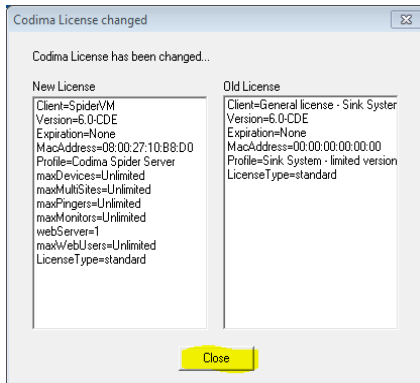 Codima License changed
Codima License has been changed...
New License
Client=SpiderVM
Version=6.0-CDE
Expiration=None
MacAddress=08:00:27:10:B8:D0
Profile=Codima Spider Server
maxDevices=Unlimited
maxMultiSites=Unlimited
maxPingers=Unlimited
maxMonitors=Unlimited
webServer=1
maxWebUsers=Unlimited
LicenseType=standard
Old License
Client=General license - Sink System
Version=6.0-CDE
Expiration=None
MacAddress=00:00:00:00:00:00
Profile=Sink System - limited version
LicenseType=standard
Close